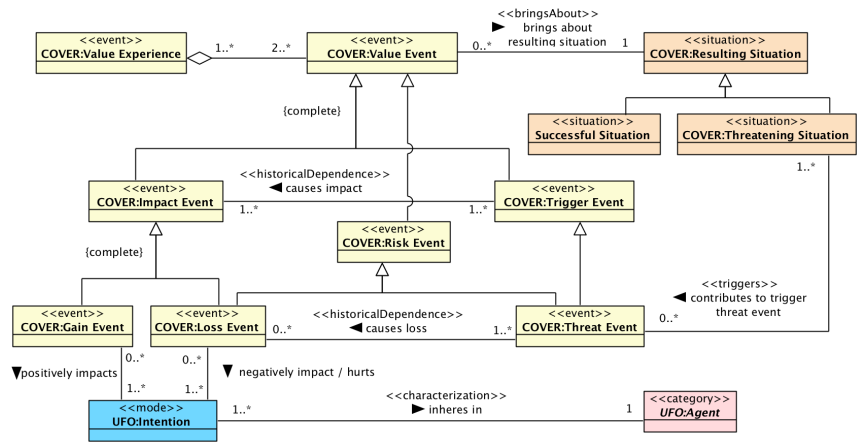 <<bringsAbout>>
brings about
resulting situation
<<event>>
COVER:Value Experience
1..*
2..*
<<event>>
COVER:Value Event
0..*
1
<<situation>>
COVER:Resulting Situation
{complete}
<<situation>>
Successful Situation
<<situation>>
COVER:Threatening Situation
1..*
<<event>>
COVER:Impact Event
<<historicalDependence>>
causes impact
1..*
1..*
<<event>>
COVER:Trigger Event
<<event>>
COVER:Risk Event
{complete}
<<triggers>>
contributes to trigger
threat event
0..*
<<event>>
COVER:Gain Event
<<event>>
COVER:Loss Event
<<historicalDependence>>
causes loss
0..*
1..*
<<event>>
COVER:Threat Event
0..*
0..*
positively impacts
negatively impact / hurts
1..*
1..*
<<mode>>
UFO:Intention
1..*
<<characterization>>
inheres in
1
<<category>>
UFO:Agent